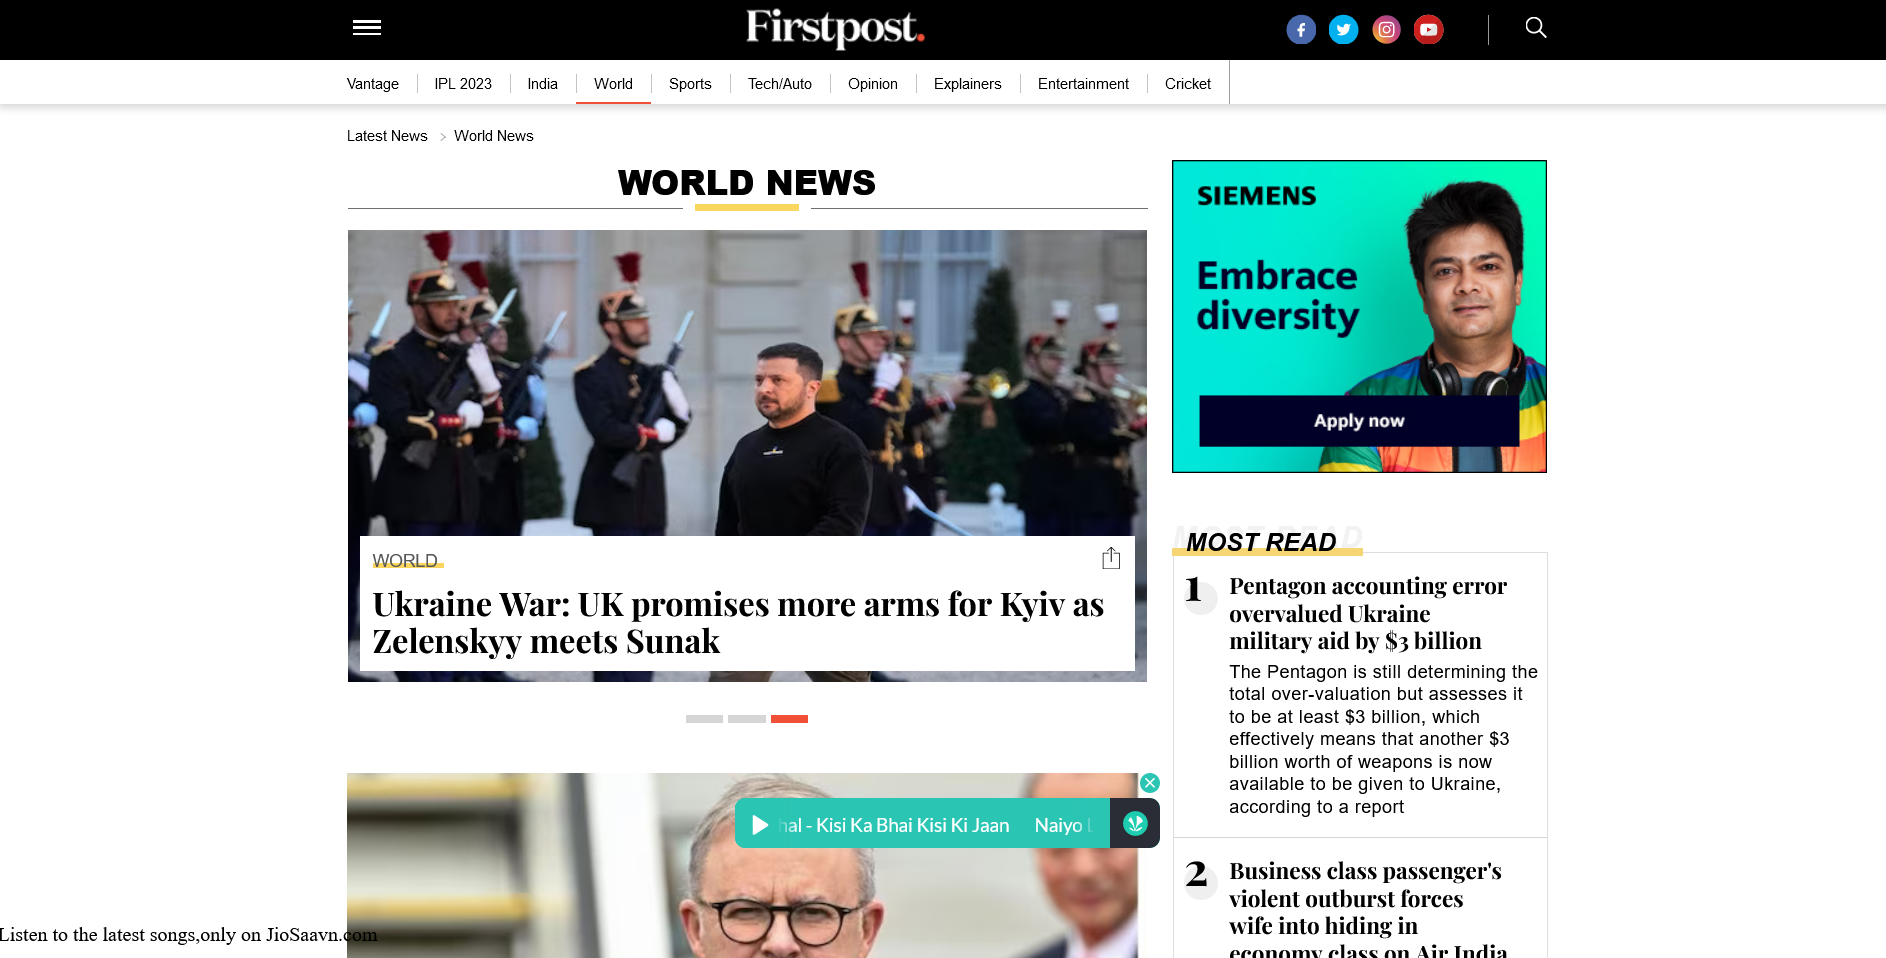 Firstpost.
Vantage
IPL 2023
India
World
Sports
Tech/Auto
Opinion
Explainers
Entertainment
Cricket
Latest News > World News
WORLD NEWS
WORLD
Ukraine War: UK promises more arms for Kyiv as
Zelenskyy meets Sunak
SIEMENS
Embrace
diversity
Apply now
MOST READ
1
Pentagon accounting error
overvalued Ukraine
military aid by $3 billion
The Pentagon is still determining the
total over-valuation but assesses it
to be at least $3 billion, which
effectively means that another $3
billion worth of weapons is now
available to be given to Ukraine,
according to a report
2
Business class passenger's
violent outburst forces
wife into hiding in
economy class on Air India
- Kisi Ka Bhai Kisi Ki Jaan Naiyo
Listen to the latest songs,only on JioSaavn.com